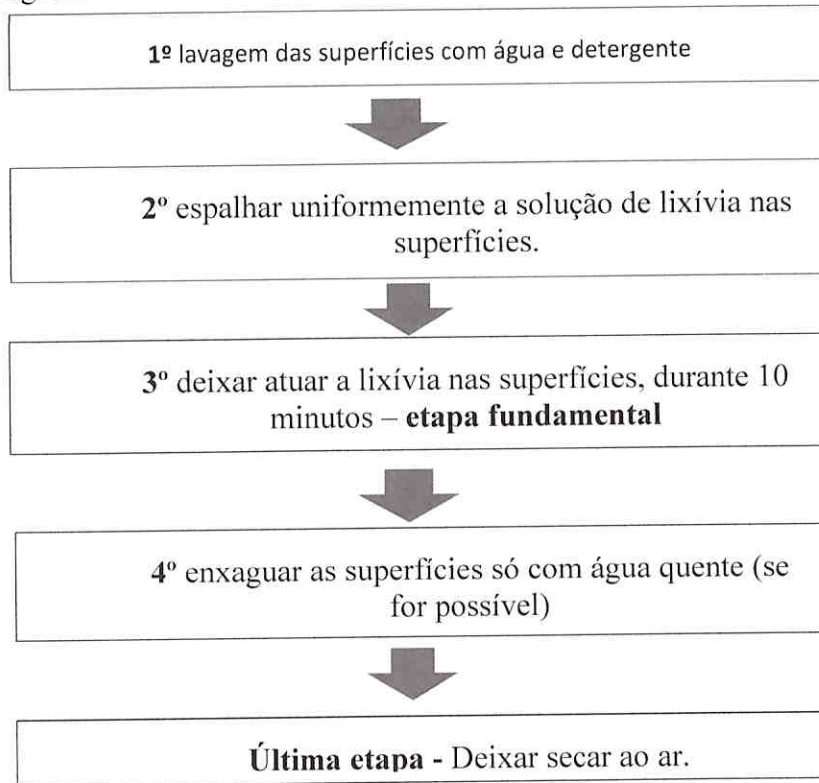 1º lavagem das superfícies com água e detergente
2º espalhar uniformemente a solução de lixívia nas
superfícies.
3º deixar atuar a lixívia nas superfícies, durante 10
minutos – etapa fundamental
4º enxaguar as superfícies só com água quente (se
for possível)
Última etapa - Deixar secar ao ar.